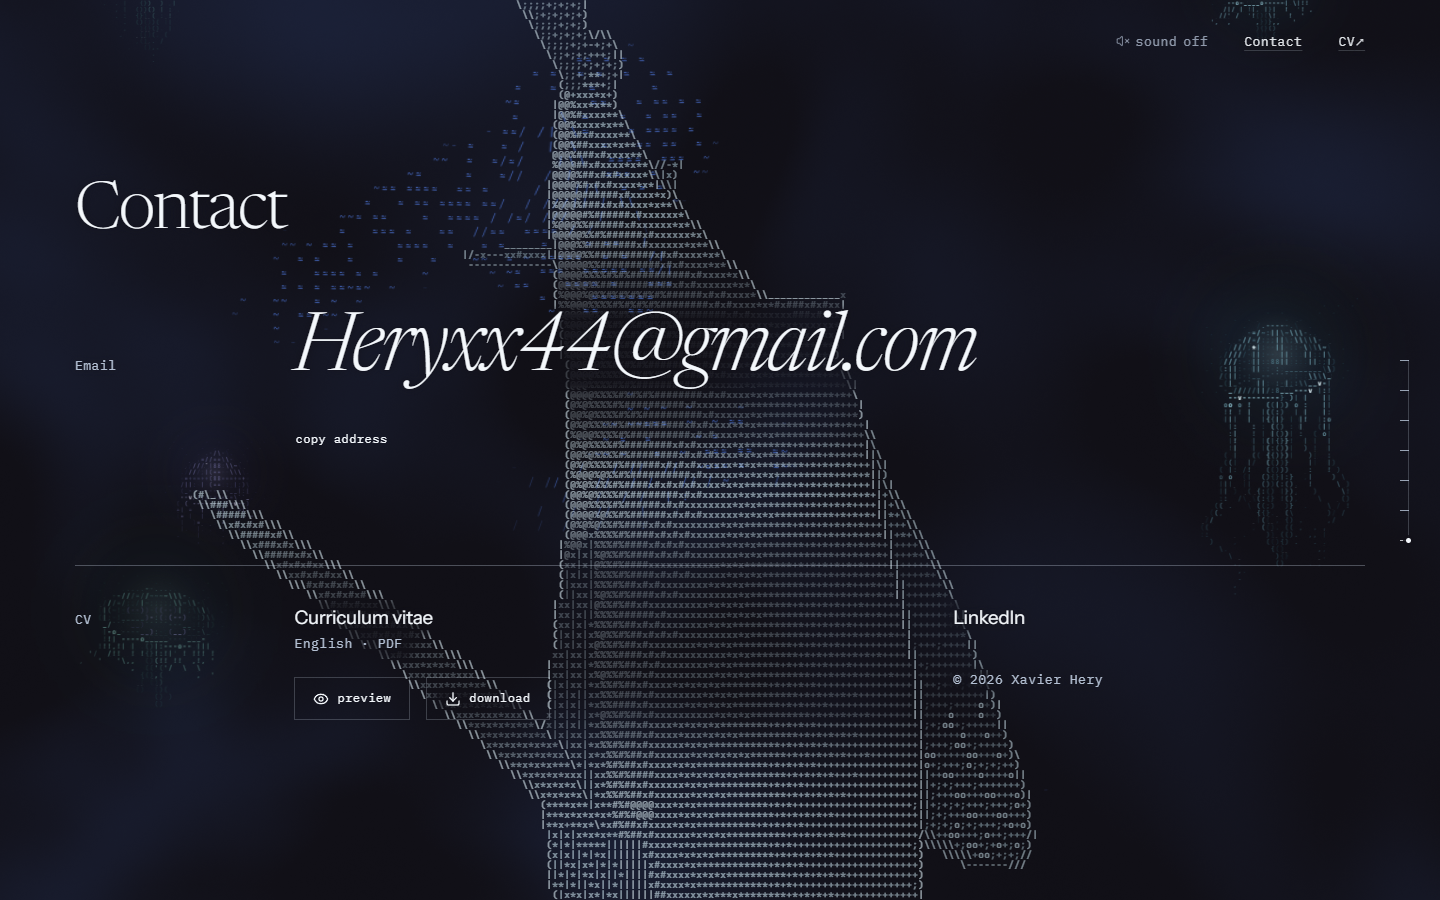 sound off
Contact
CV↗
Contact
Email
Heryxx44@gmail.com
copy address
CV
Curriculum vitae
English · PDF
preview
download
LinkedIn
© 2026 Xavier Hery